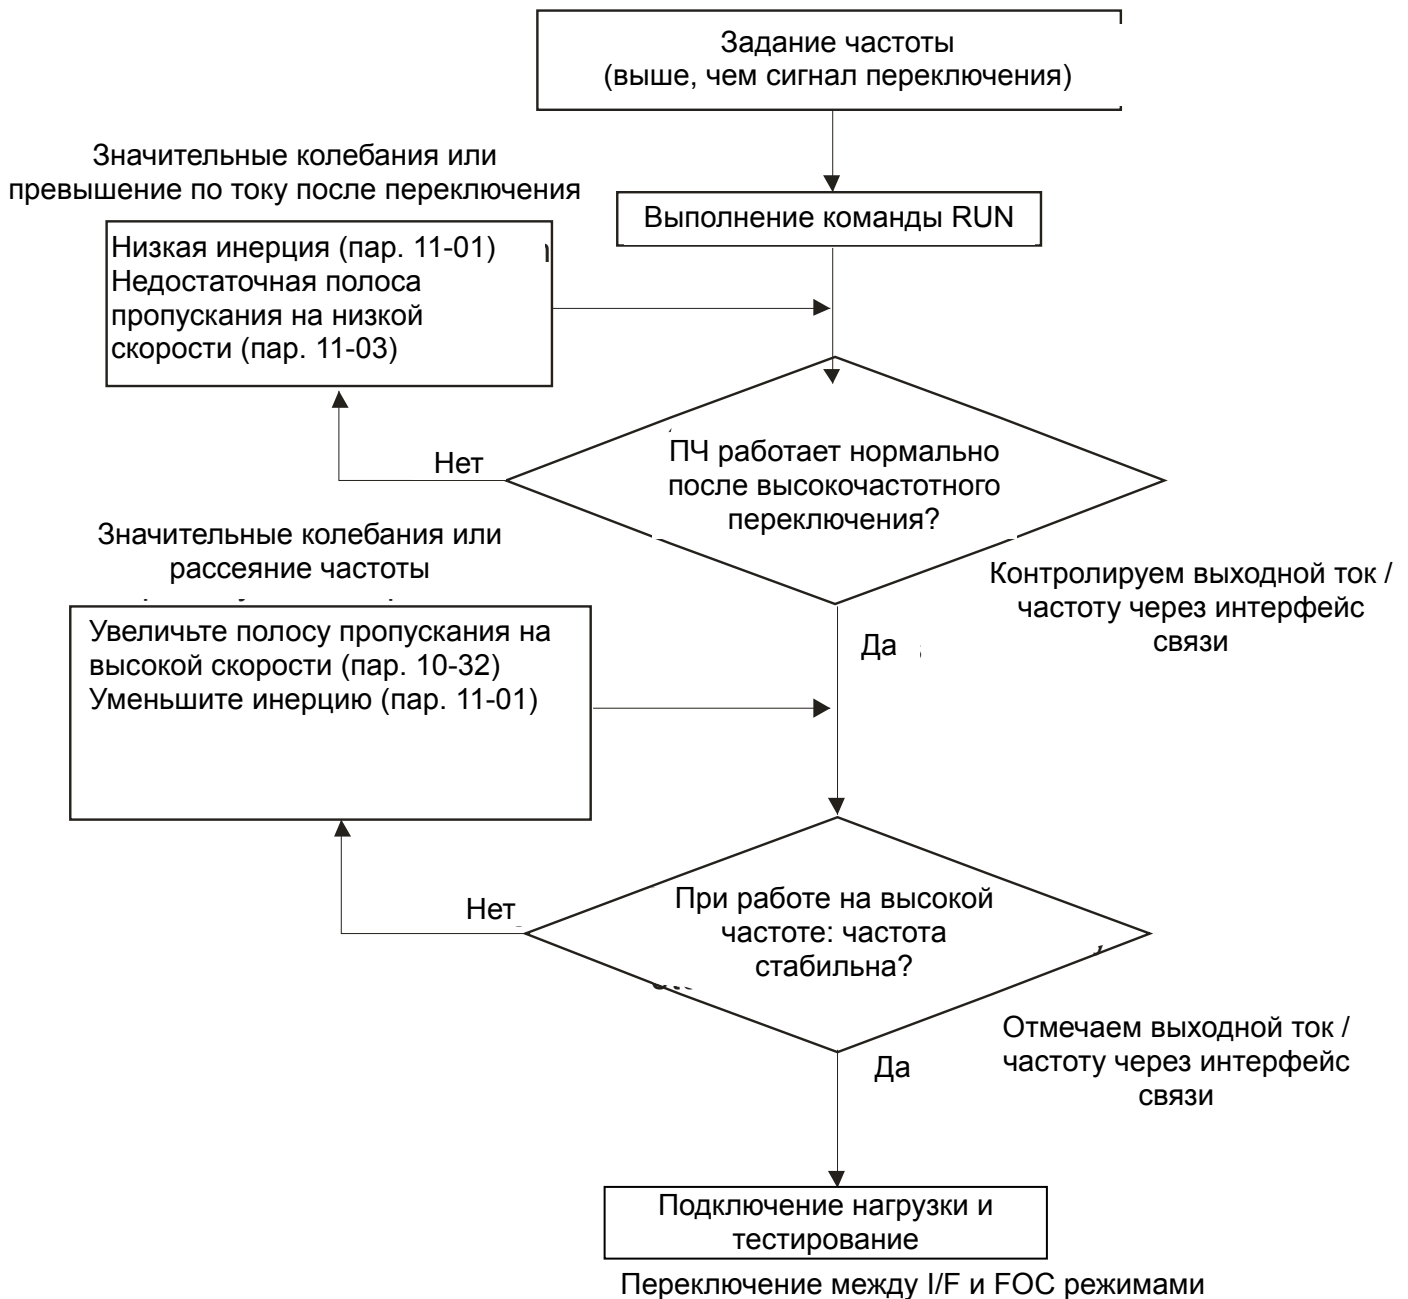 Задание частоты
(выше, чем сигнал переключения)
Значительные колебания или
превышение по току после переключения
Выполнение команды RUN
Низкая инерция (пар. 11-01)
Недостаточная полоса
пропускания на низкой
скорости (пар. 11-03)
Нет
ПЧ работает нормально
после высокочастотного
переключения?
Значительные колебания или
рассеяние частоты
Контролируем выходной ток /
частоту через интерфейс
связи
Увеличьте полосу пропускания на
высокой скорости (пар. 10-32)
Уменьшите инерцию (пар. 11-01)
Да
Нет
При работе на высокой
частоте: частота
стабильна?
Отмечаем выходной ток /
частоту через интерфейс
связи
Да
Подключение нагрузки и
тестирование
Переключение между I/F и FOC режимами